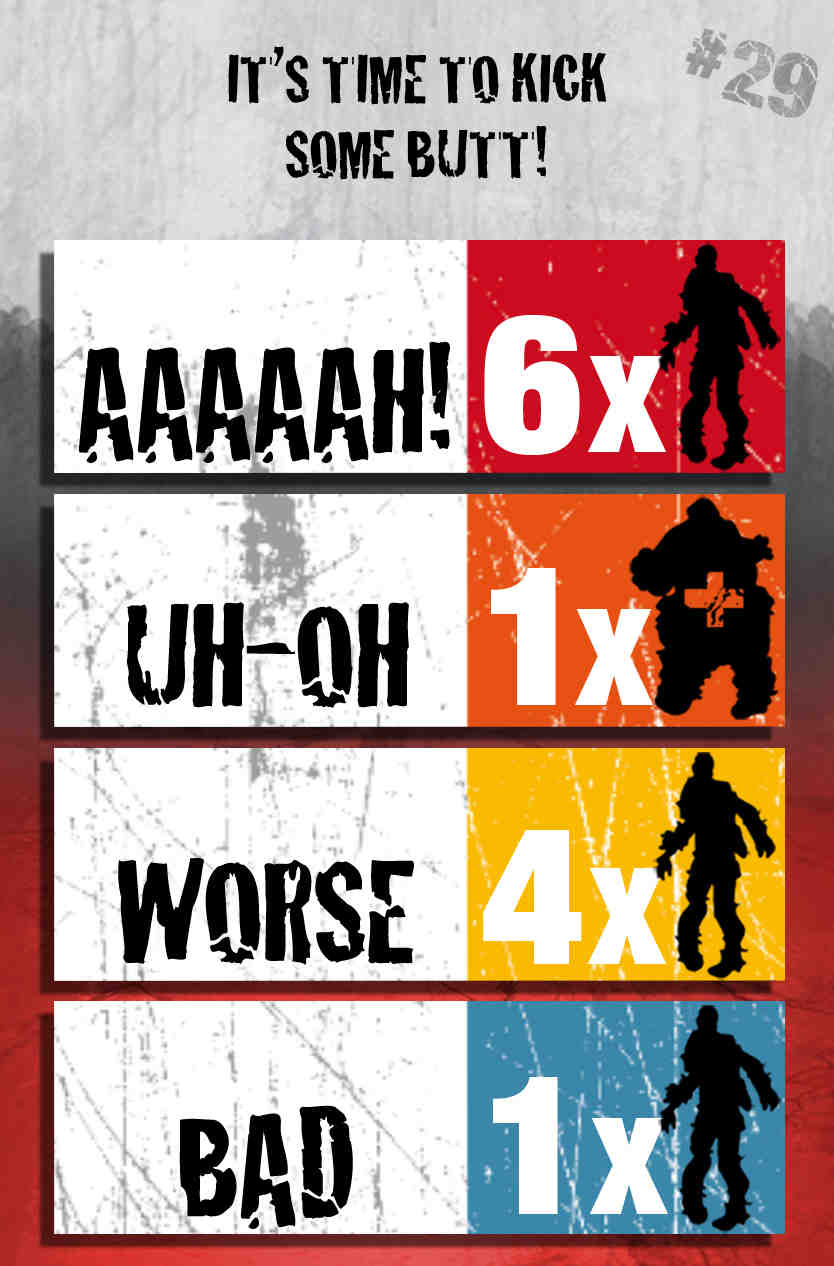 #29
IT'S TIME TO KICK
SOME BUTT!
AAAAAH! 6x
UH-OH 1x
WORSE 4x
BAD 1x